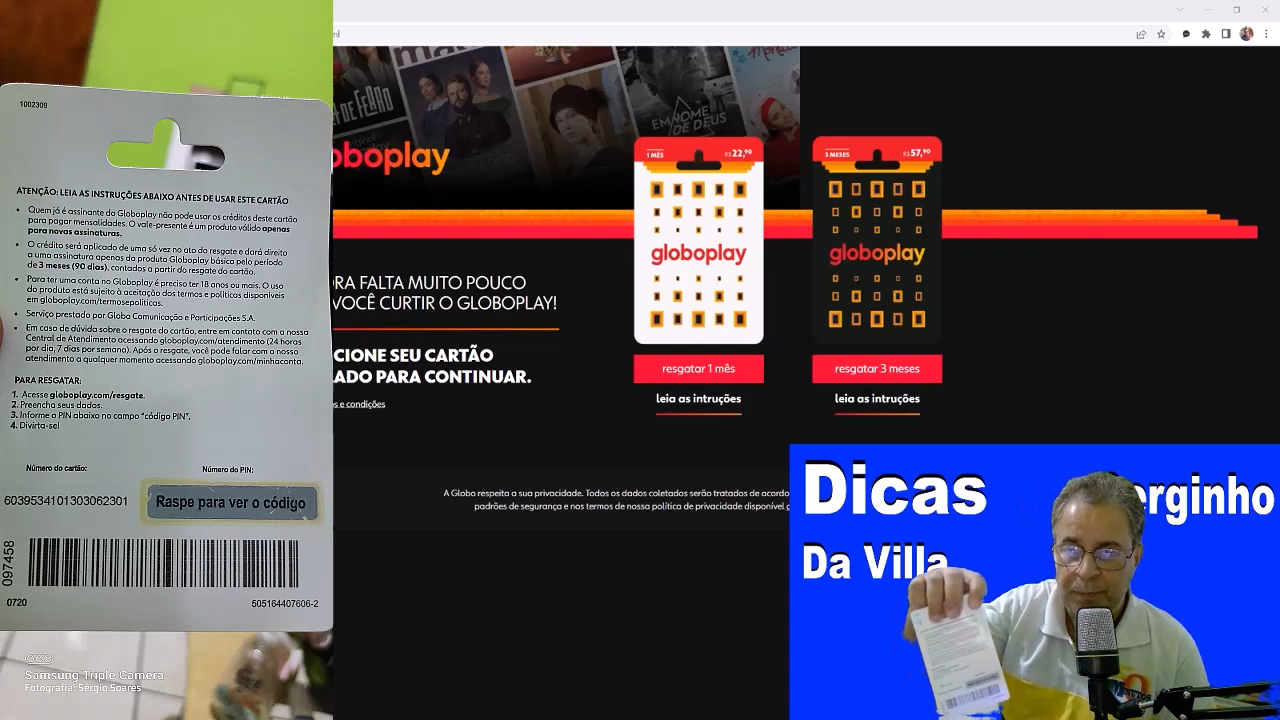 1002309
ATENÇÃO: LEIA AS INSTRUÇÕES ABAIXO ANTES DE USAR ESTE CARTÃO
• Quem já é assinante da Globoplay não pode usar os créditos deste cartão
para pagar mensalidades. O vale-presente é um produto válido apenas
para novas assinaturas.
• O crédito será aplicado de uma só vez no ato do resgate e dará direito
a uma assinatura apenas do produto Globoplay básica pelo período
de 3 meses (90 dias), contados a partir do resgate do cartão.
• Para ter uma conta no Globoplay é preciso ter 18 anos ou mais. O uso
do produto está sujeito à aceitação dos termos e políticas disponíveis
em globoplay.com/termosepoliticas.
• Serviço prestado por Globo Comunicação e Participações S.A.
• Em caso de dúvida sobre o resgate do cartão, entre em contato com a nossa
Central de Atendimento acessando globoplay.com/atendimento (24 horas
por dia, 7 dias por semana). Após o resgate, você pode falar com a nosso
atendimento a qualquer momento acessando globoplay.com/minhaconta.
PARA RESGATAR:
1. Acesse globoplay.com/resgate.
2. Preencha seus dados.
3. Informe o PIN abaixo no campo "código PIN".
4. Divirta-se!
Número do cartão:
Número do PIN:
6039534101303062301
Raspe para ver o código
097458
0720
505164407606-2
Samsung Triple Camera
Fotografia: Sérgio Soares
ml
DE FERRO
EM NOME
DE DEUS
oboplay
RA FALTA MUITO POUCO
VOCÊ CURTIR O GLOBOPLAY!
CIONE SEU CARTÃO
ADO PARA CONTINUAR.
s e condições
1 MÊS
R$ 22,90
globoplay
resgatar 1 mês
leia as intruções
3 MESES
R$ 57,90
globoplay
resgatar 3 meses
leia as intruções
A Globo respeita a sua privacidade. Todos os dados coletados serão tratados de acordo
padrões de segurança e nos termos de nossa política de privacidade disponível
Dicas
erginho
Da Villa